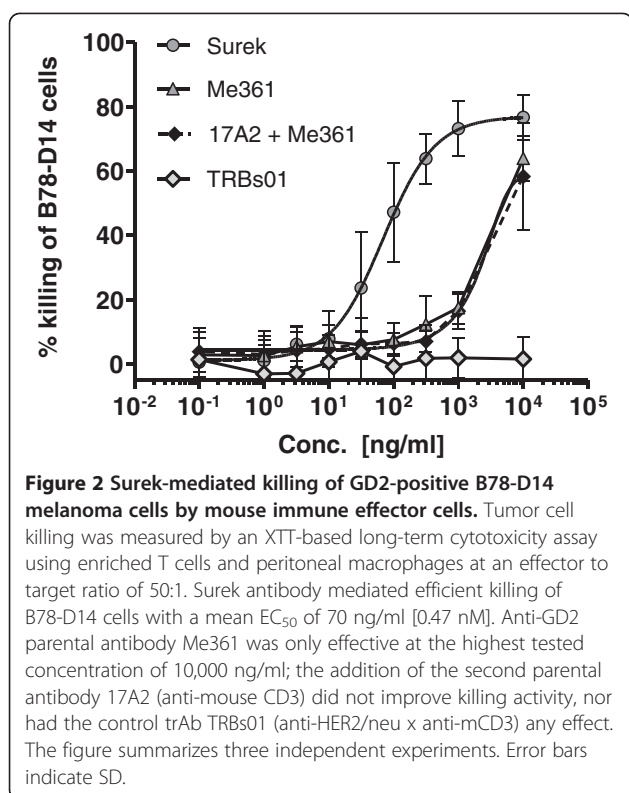 100
80
60
40
20
0
% killing of B78-D14 cells
Surek
Me361
17A2 + Me361
TRBs01
10-2 10-1 100 101 102 103 104 105
Conc. [ng/ml]
Figure 2 Surek-mediated killing of GD2-positive B78-D14
melanoma cells by mouse immune effector cells. Tumor cell
killing was measured by an XTT-based long-term cytotoxicity assay
using enriched T cells and peritoneal macrophages at an effector to
target ratio of 50:1. Surek antibody mediated efficient killing of
B78-D14 cells with a mean EC50 of 70 ng/ml [0.47 nM]. Anti-GD2
parental antibody Me361 was only effective at the highest tested
concentration of 10,000 ng/ml; the addition of the second parental
antibody 17A2 (anti-mouse CD3) did not improve killing activity, nor
had the control trAb TRBs01 (anti-HER2/neu x anti-mCD3) any effect.
The figure summarizes three independent experiments. Error bars
indicate SD.